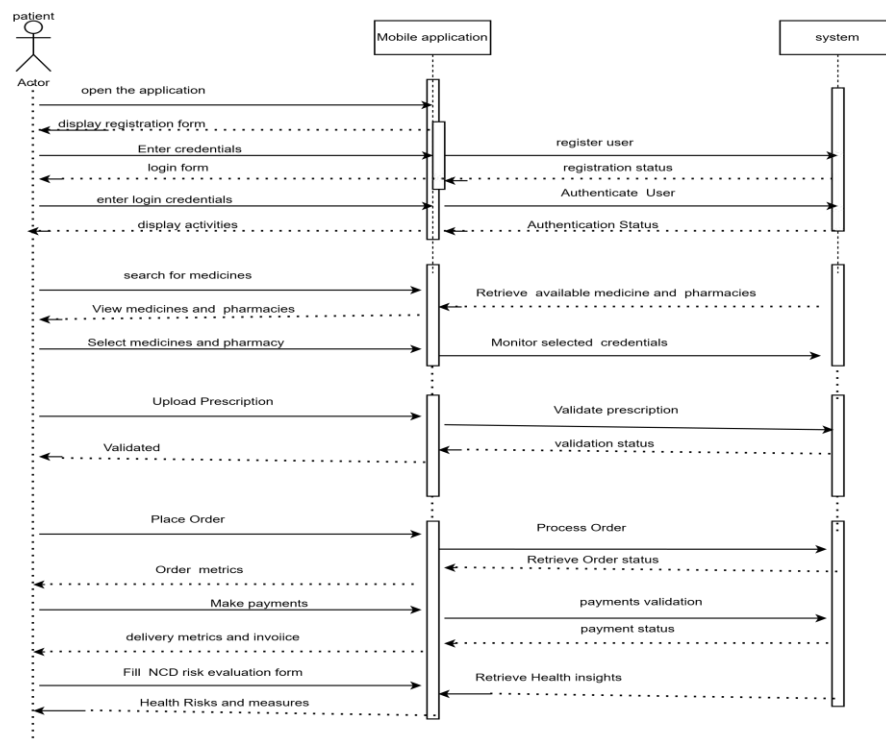 patient
Mobile application
system
Actor
open the application
display registration form
Enter credentials
register user
login form
registration status
enter login credentials
Authenticate User
display activities
Authentication Status
search for medicines
Retrieve available medicine and pharmacies
View medicines and pharmacies
Select medicines and pharmacy
Monitor selected credentials
Upload Prescription
Validate prescription
Validated
validation status
Place Order
Process Order
Retrieve Order status
Order metrics
Make payments
payments validation
payment status
delivery metrics and invoiice
Fill NCD risk evaluation form
Retrieve Health insights
Health Risks and measures